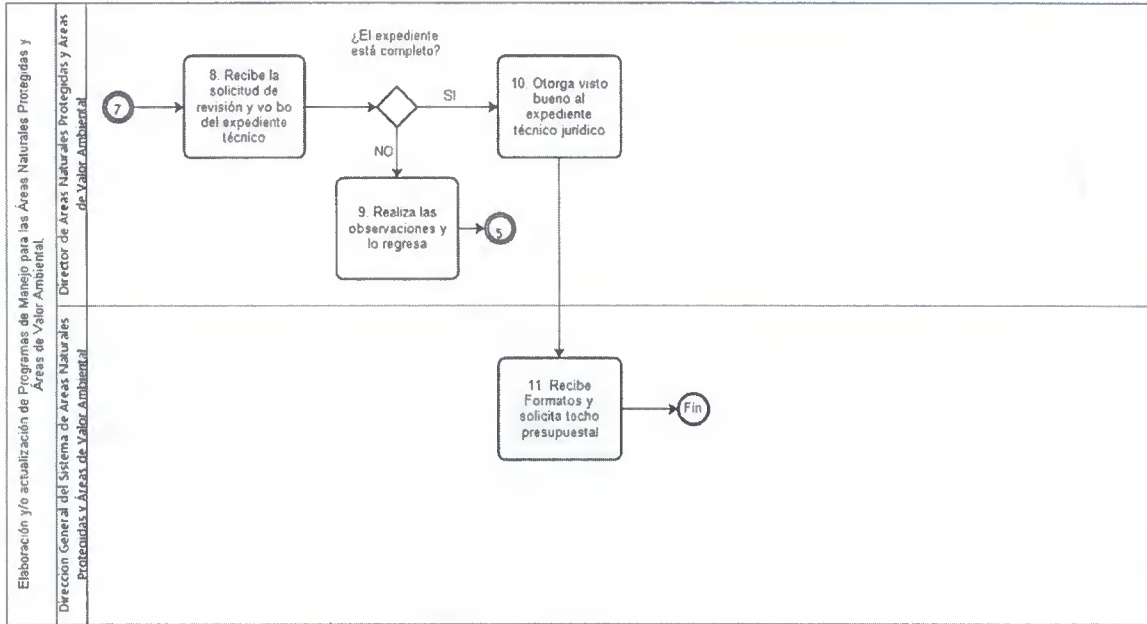 Elaboración y/o actualización de Programas de Manejo para las Áreas Naturales Protegidas y
Áreas de Valor Ambiental.
Director de Áreas Naturales Protegidas y Áreas
de Valor Ambiental
7
8. Recibe la
solicitud de
revisión y vo bo
del expediente
técnico
¿El expediente
está completo?
SI
NO
10. Otorga visto
bueno al
expediente
técnico jurídico
9. Realiza las
observaciones y
lo regresa
5
Dirección General del Sistema de Áreas Naturales
Protegidas y Áreas de Valor Ambiental
11. Recibe
Formatos y
solicita techo
presupuestal
Fin